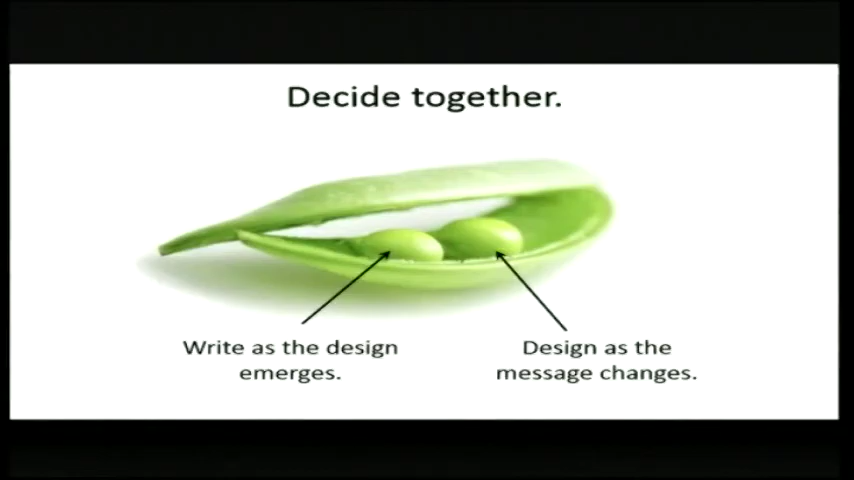 Decide together.
Write as the design
emerges.
Design as the
message changes.